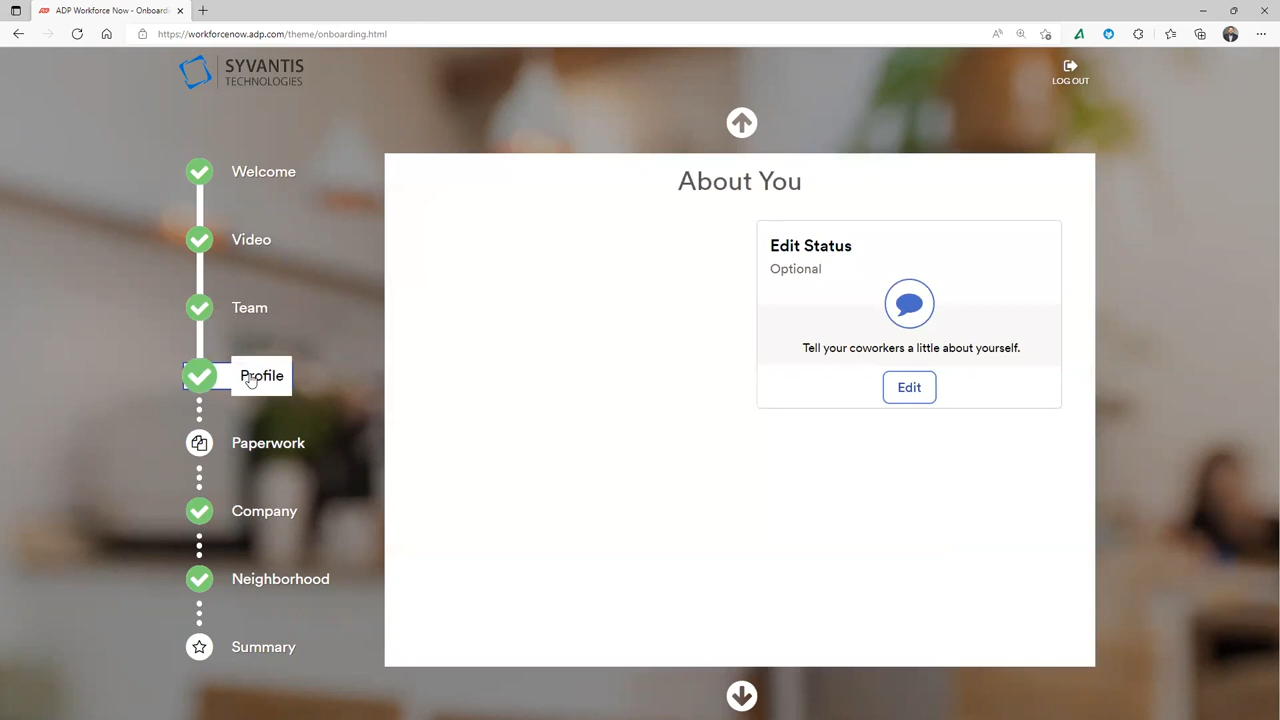 ADP Workforce Now - Onboardi
https://workforcenow.adp.com/theme/onboarding.html
SYVANTIS
TECHNOLOGIES
LOG OUT
Welcome
Video
Team
Profile
Paperwork
Company
Neighborhood
Summary
About You
Edit Status
Optional
Tell your coworkers a little about yourself.
Edit